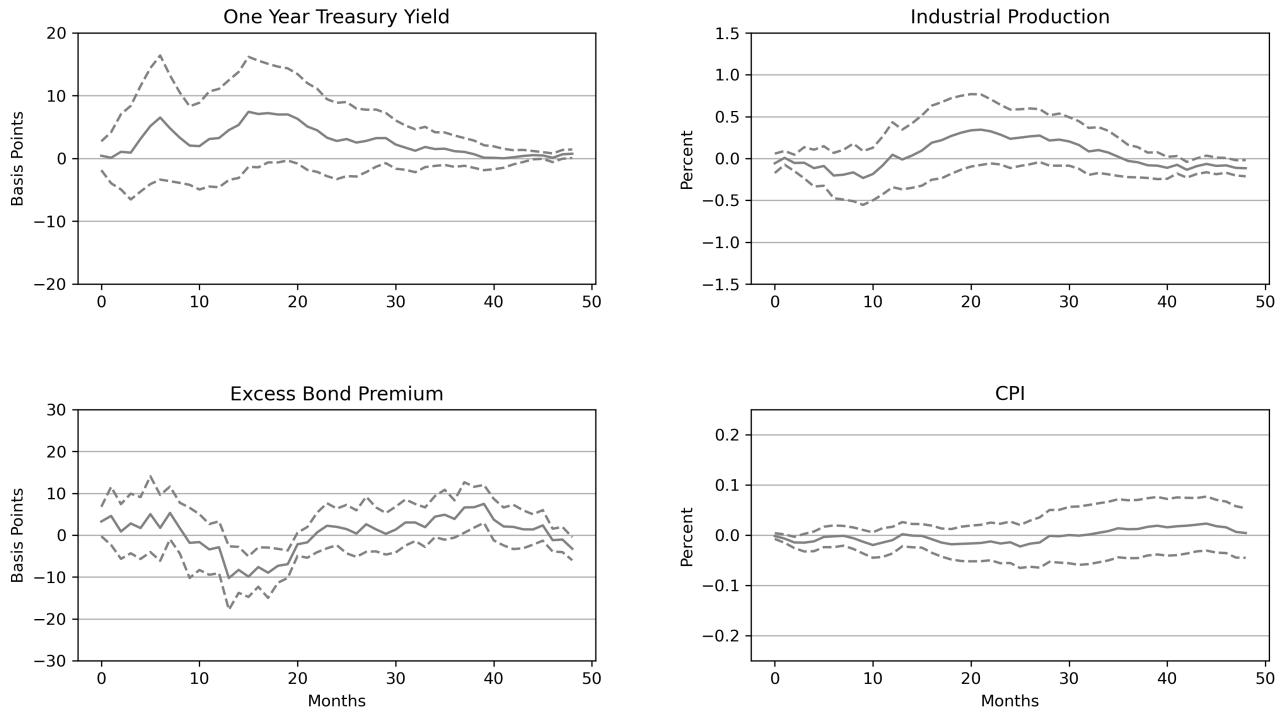 One Year Treasury Yield
Basis Points
20
10
0
−10
−20
0 10 20 30 40 50
Industrial Production
Percent
1.5
1.0
0.5
0.0
−0.5
−1.0
−1.5
0 10 20 30 40 50
Excess Bond Premium
Basis Points
30
20
10
0
−10
−20
−30
0 10 20 30 40 50
Months
CPI
Percent
0.2
0.1
0.0
−0.1
−0.2
0 10 20 30 40 50
Months